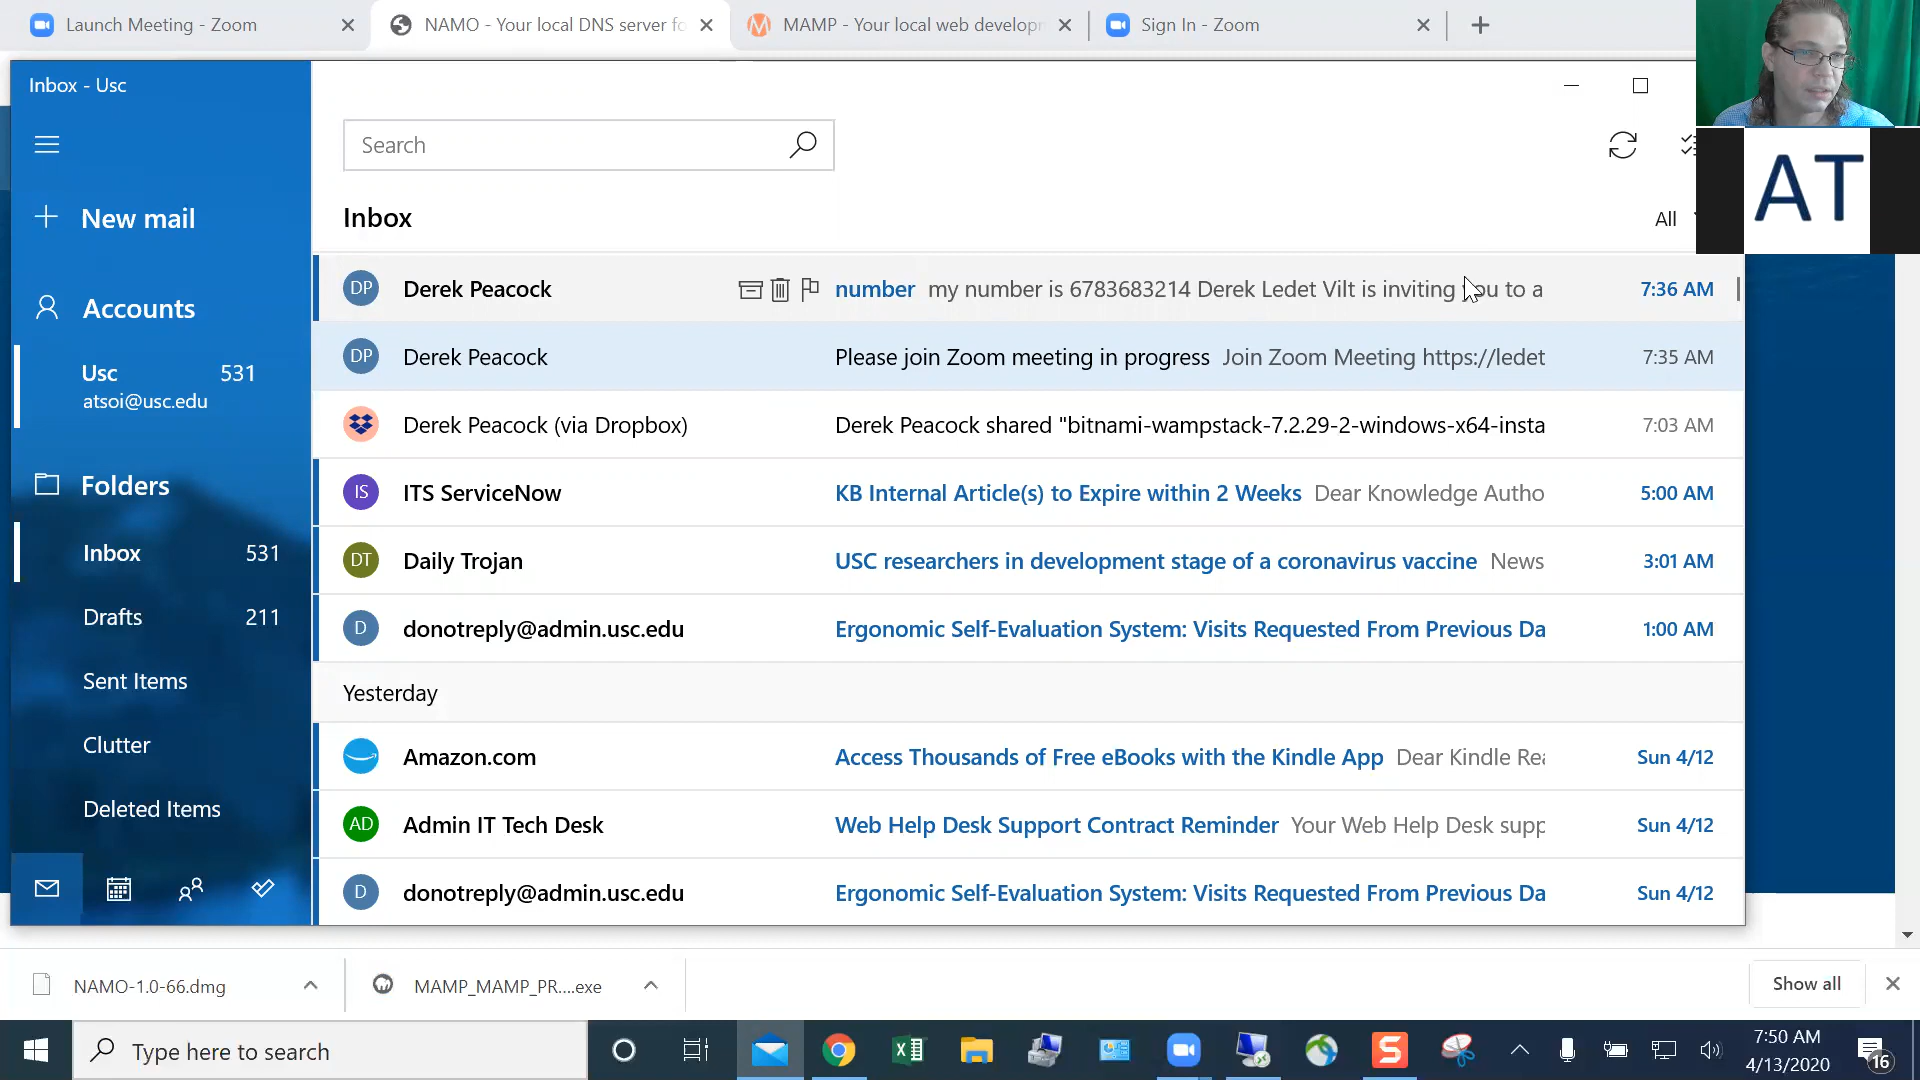 Launch Meeting - Zoom
NAMO - Your local DNS server fo
MAMP - Your local web developm
Sign In - Zoom
Inbox - Usc
Search
AT
New mail
Inbox
All
Accounts
DP Derek Peacock number my number is 6783683214 Derek Ledet Vilt is inviting you to a 7:36 AM
Usc 531
atsoi@usc.edu
DP Derek Peacock Please join Zoom meeting in progress Join Zoom Meeting https://ledet 7:35 AM
Derek Peacock (via Dropbox) Derek Peacock shared "bitnami-wampstack-7.2.29-2-windows-x64-insta 7:03 AM
Folders
IS ITS ServiceNow KB Internal Article(s) to Expire within 2 Weeks Dear Knowledge Autho 5:00 AM
Inbox 531
DT Daily Trojan USC researchers in development stage of a coronavirus vaccine News 3:01 AM
Drafts 211
D donotreply@admin.usc.edu Ergonomic Self-Evaluation System: Visits Requested From Previous Da 1:00 AM
Sent Items
Yesterday
Clutter
Amazon.com Access Thousands of Free eBooks with the Kindle App Dear Kindle Rea Sun 4/12
Deleted Items
AD Admin IT Tech Desk Web Help Desk Support Contract Reminder Your Web Help Desk supp Sun 4/12
D donotreply@admin.usc.edu Ergonomic Self-Evaluation System: Visits Requested From Previous Da Sun 4/12
NAMO-1.0-66.dmg
MAMP_MAMP_PR....exe
Show all
Type here to search
7:50 AM
4/13/2020
16